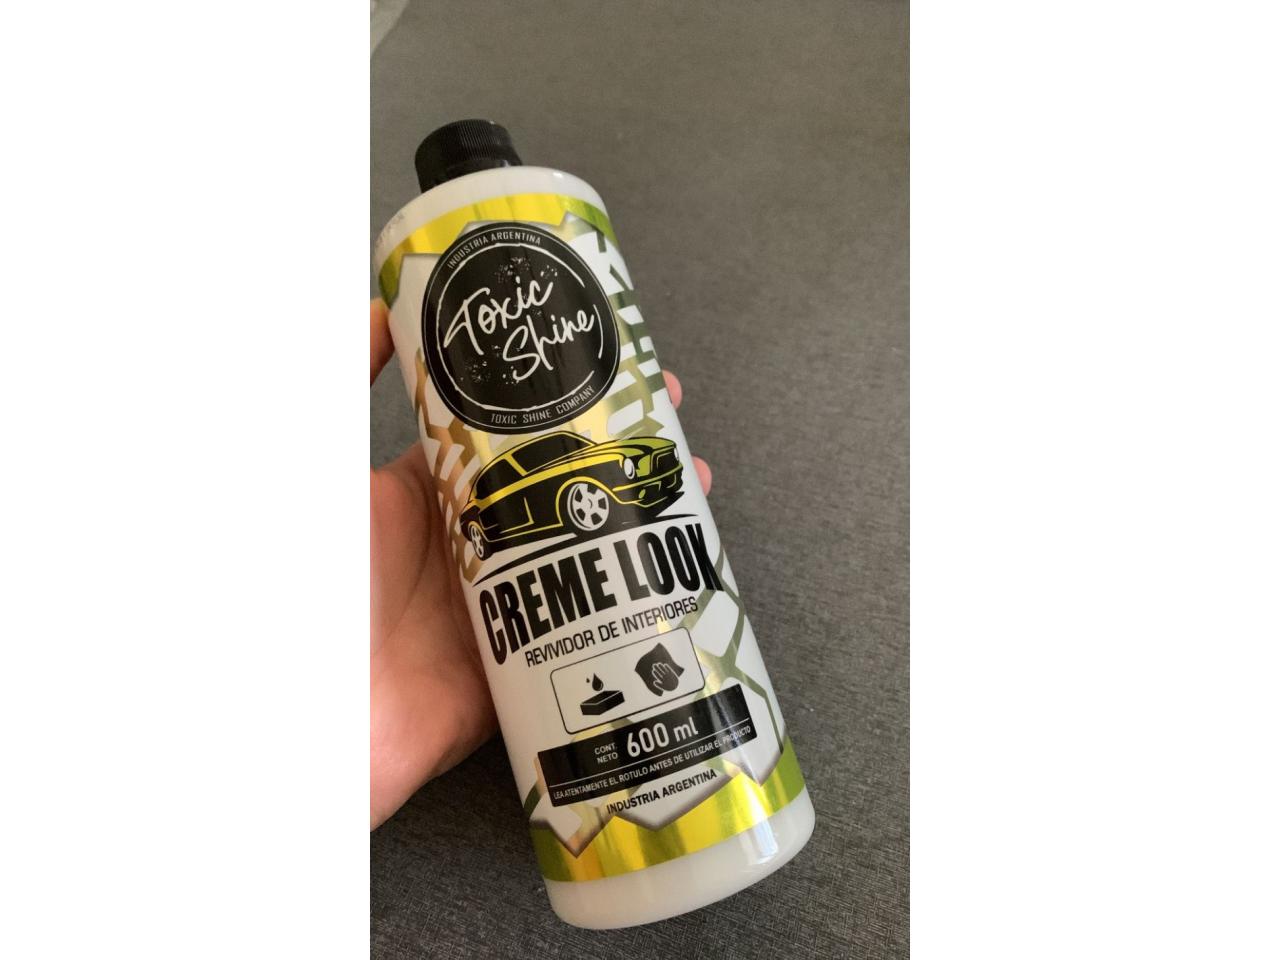 INDUSTRIA ARGENTINA
Toxic
Shine
TOXIC SHINE COMPANY
CREME LOOK
REVIVIDOR DE INTERIORES
CONT.
NETO 600 ml
LEA ATENTAMENTE EL ROTULO ANTES DE UTILIZAR EL PRODUCTO
INDUSTRIA ARGENTINA